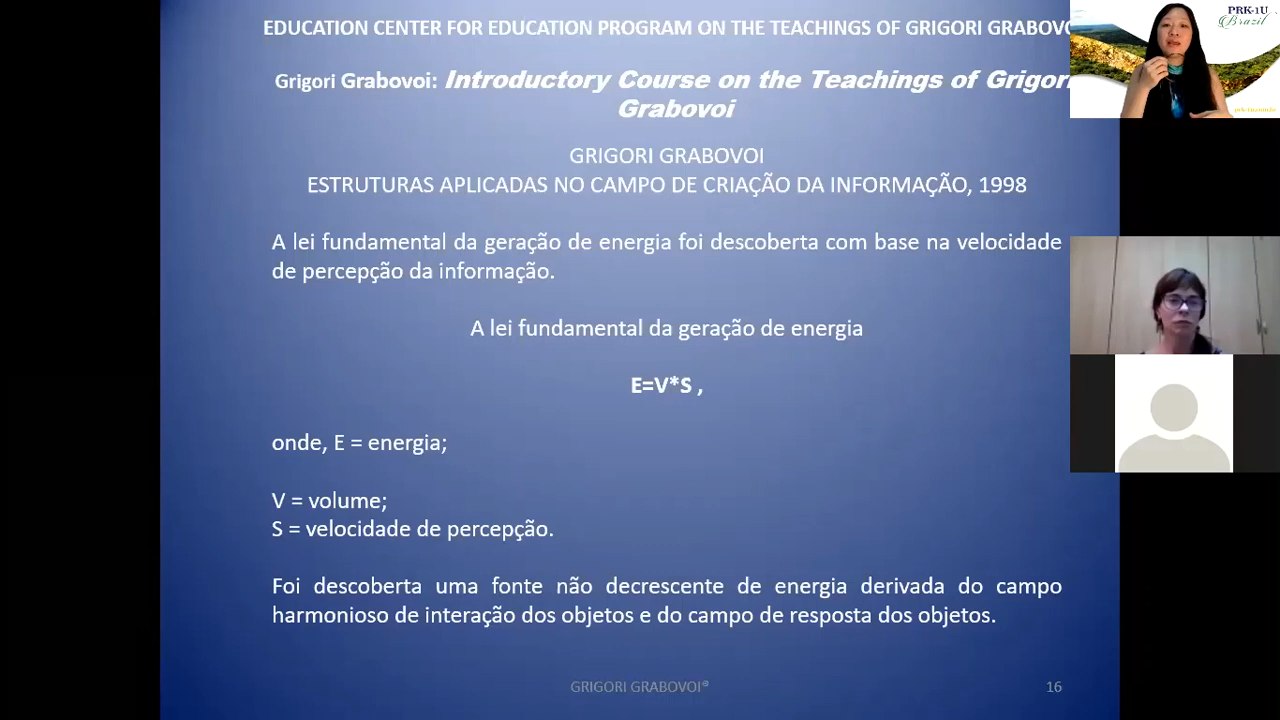 EDUCATION CENTER FOR EDUCATION PROGRAM ON THE TEACHINGS OF GRIGORI GRABOVO
Grigori Grabovoi: Introductory Course on the Teachings of Grigori
Grabovoi
GRIGORI GRABOVOI
ESTRUTURAS APLICADAS NO CAMPO DE CRIAÇÃO DA INFORMAÇÃO, 1998
A lei fundamental da geração de energia foi descoberta com base na velocidade
de percepção da informação.
A lei fundamental da geração de energia
E=V*S ,
onde, E = energia;
V = volume;
S = velocidade de percepção.
Foi descoberta uma fonte não decrescente de energia derivada do campo
harmonioso de interação dos objetos e do campo de resposta dos objetos.
GRIGORI GRABOVOI®
16
PRK-1U
Brazil